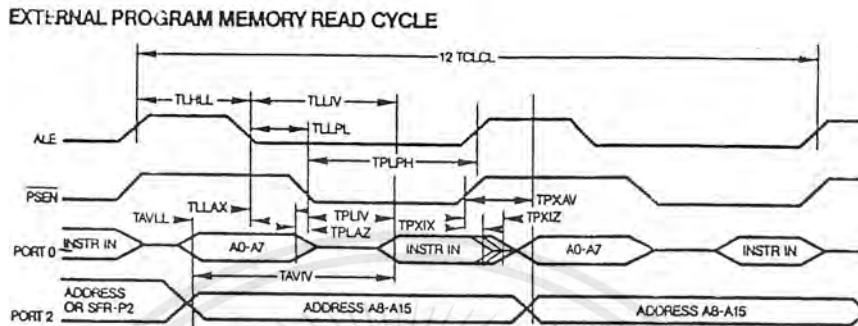 EXTERNAL PROGRAM MEMORY READ CYCLE
12 TCLCL
TLHLL
TLLIV
TLLPL
ALE
TPLPH
PSEN
TPXAV
TLLAX
TPLIV
TPXIZ
TAVLL
TPLAZ
TPXIX
PORT 0
INSTR IN
A0-A7
INSTR IN
A0-A7
INSTR IN
TAVIV
PORT 2
ADDRESS
OR SFR-P2
ADDRESS A8-A15
ADDRESS A8-A15